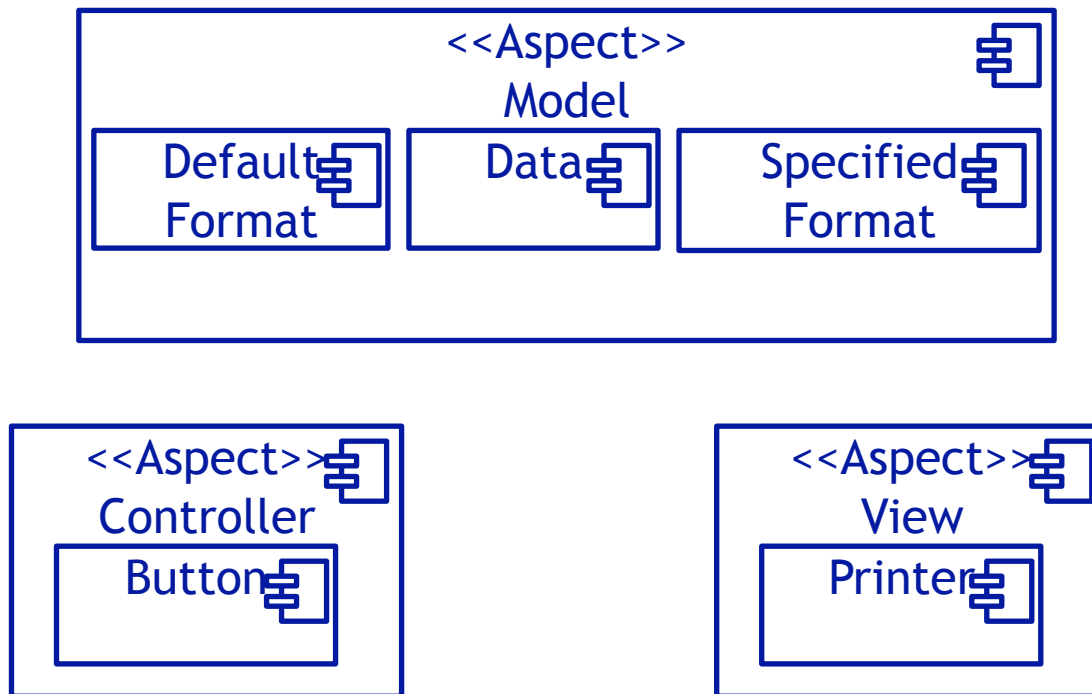 <<Aspect>>
Model
Default
Format
Data
Specified
Format
<<Aspect>>
Controller
Button
<<Aspect>>
View
Printer